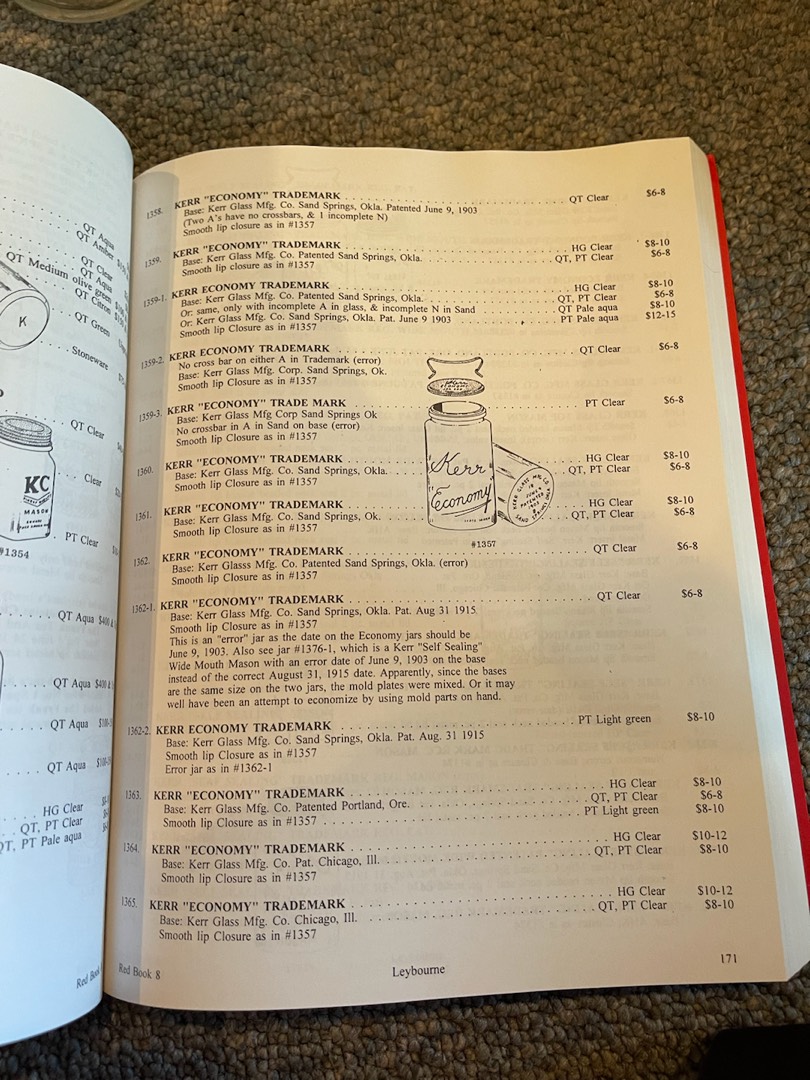 QT Aqua
QT Amber
QT Clear
QT Aqua
QT Medium olive green
QT Citron
QT Green
K
Stoneware
QT Clear
Clear
KC
MASON
PT Clear
#1354
QT Aqua $400
QT Aqua $400
QT Aqua
QT Aqua
HG Clear
QT, PT Clear
QT, PT Pale aqua
Red Book
1358. KERR "ECONOMY" TRADEMARK . . . . QT Clear $6-8
Base: Kerr Glass Mfg. Co. Sand Springs, Okla. Patented June 9, 1903
(Two A's have no crossbars, & 1 incomplete N)
Smooth lip closure as in #1357
1359. KERR "ECONOMY" TRADEMARK . . . . HG Clear $8-10
Base: Kerr Glass Mfg. Co. Patented Sand Springs, Okla. . . . . QT, PT Clear $6-8
Smooth lip closure as in #1357
1359-1. KERR ECONOMY TRADEMARK . . . . HG Clear $8-10
Base: Kerr Glass Mfg. Co. Patented Sand Springs, Okla. . . . . QT, PT Clear $6-8
Or: same, only with incomplete A in glass, & incomplete N in Sand . . . . QT Pale aqua $8-10
Or: Kerr Glass Mfg. Co. Sand Springs, Okla. Pat. June 9 1903 . . . . PT Pale aqua $12-15
Smooth lip Closure as in #1357
1359-2. KERR ECONOMY TRADEMARK . . . . QT Clear $6-8
No cross bar on either A in Trademark (error)
Base: Kerr Glass Mfg. Corp. Sand Springs, Ok.
Smooth lip Closure as in #1357
1359-3. KERR "ECONOMY" TRADE MARK . . . . PT Clear $6-8
Base: Kerr Glass Mfg Corp Sand Springs Ok
No crossbar in A in Sand on base (error)
Smooth lip Closure as in #1357
1360. KERR "ECONOMY" TRADEMARK . . . . HG Clear $8-10
Base: Kerr Glass Mfg. Co. Sand Springs, Okla. . . . . QT, PT Clear $6-8
Smooth lip Closure as in #1357
1361. KERR "ECONOMY" TRADEMARK . . . . HG Clear $8-10
Base: Kerr Glass Mfg. Co. Sand Springs, Ok. . . . . QT, PT Clear $6-8
Smooth lip Closure as in #1357
Kerr
"Economy"
KERR GLASS MFG CO
JUNE 9
PATENTED
SAND SPRINGS OKLA
#1357
1362. KERR "ECONOMY" TRADEMARK . . . . QT Clear $6-8
Base: Kerr Glasss Mfg. Co. Patented Sand Springs, Okla. (error)
Smooth lip Closure as in #1357
1362-1. KERR "ECONOMY" TRADEMARK . . . . QT Clear $6-8
Base: Kerr Glass Mfg. Co. Sand Springs, Okla. Pat. Aug 31 1915
Smooth lip Closure as in #1357
This is an "error" jar as the date on the Economy jars should be
June 9, 1903. Also see jar #1376-1, which is a Kerr "Self Sealing"
Wide Mouth Mason with an error date of June 9, 1903 on the base
instead of the correct August 31, 1915 date. Apparently, since the bases
are the same size on the two jars, the mold plates were mixed. Or it may
well have been an attempt to economize by using mold parts on hand.
1362-2. KERR ECONOMY TRADEMARK . . . . PT Light green $8-10
Base: Kerr Glass Mfg. Co. Sand Springs, Okla. Pat. Aug. 31 1915
Smooth lip Closure as in #1357
Error jar as in #1362-1
1363. KERR "ECONOMY" TRADEMARK . . . . HG Clear $8-10
Base: Kerr Glass Mfg. Co. Patented Portland, Ore. . . . . QT, PT Clear $6-8
Smooth lip Closure as in #1357 . . . . PT Light green $8-10
1364. KERR "ECONOMY" TRADEMARK . . . . HG Clear $10-12
Base: Kerr Glass Mfg. Co. Pat. Chicago, Ill. . . . . QT, PT Clear $8-10
Smooth lip Closure as in #1357
1365. KERR "ECONOMY" TRADEMARK . . . . HG Clear $10-12
Base: Kerr Glass Mfg. Co. Chicago, Ill. . . . . QT, PT Clear $8-10
Smooth lip Closure as in #1357
Red Book 8
Leybourne
171